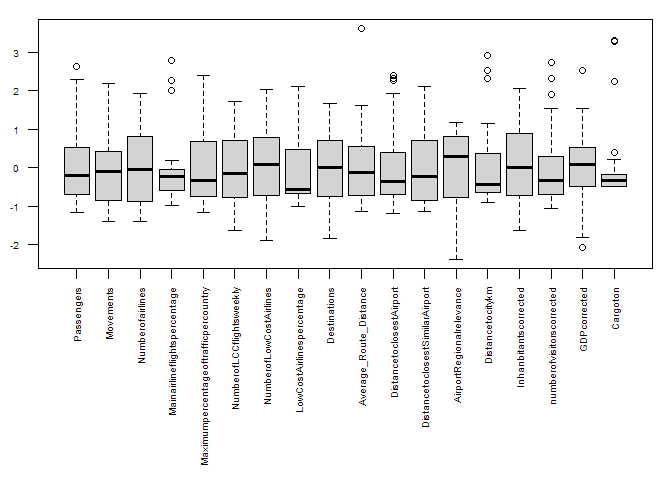 3
2
1
0
-1
-2
Passengers
Movements
Numberofairlines
Mainairlineflightspercentage
Maximumpercentageoftrafficpercountry
NumberofLCCflightsweekly
NumberofLowCostAirlines
LowCostAirlinespercentage
Destinations
Average_Route_Distance
DistancetoclosestAirport
DistancetoclosestSimilarAirport
AirportRegionalrelevance
Distancetocitykm
Inhabitantscorrected
numberofvisitorscorrected
GDPcorrected
Cargoton